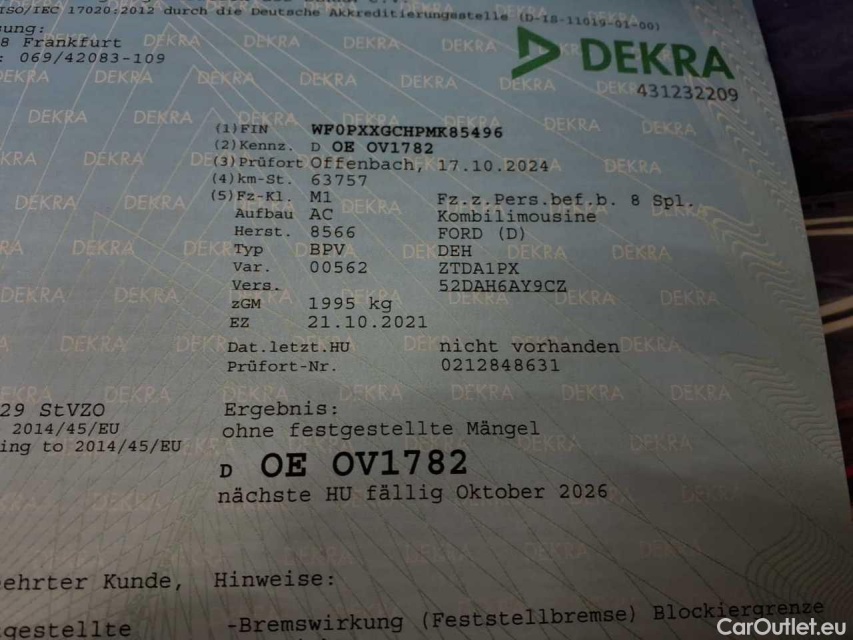 ISO/IEC 17020:2012 durch die Deutsche Akkreditierungsstelle (D-IS-11019-01-00)
ung:
8 Frankfurt
: 069/42083-109
DEKRA
431232209
(1)FIN WF0PXXGCHPMK85496
(2)Kennz. D OE OV1782
(3)Prüfort Offenbach, 17.10.2024
(4)km-St. 63757
(5)Fz-Kl. M1 Fz.z.Pers.bef.b. 8 Spl.
Aufbau AC Kombilimousine
Herst. 8566 FORD (D)
Typ BPV DEH
Var. 00562 ZTDA1PX
Vers. 52DAH6AY9CZ
zGM 1995 kg
EZ 21.10.2021
Dat.letzt.HU nicht vorhanden
Prüfort-Nr. 0212848631
29 StVZO
2014/45/EU
ing to 2014/45/EU
Ergebnis:
ohne festgestellte Mängel
D OE OV1782
nächste HU fällig Oktober 2026
ehrter Kunde,
gestellte
Hinweise:
-Bremswirkung (Feststellbremse) Blockiergrenze
CarOutlet.eu